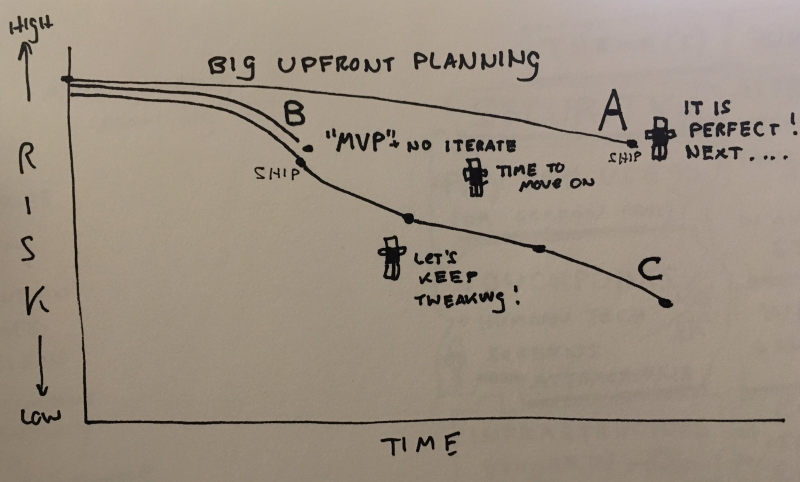 HIGH
RISK
LOW
BIG UPFRONT PLANNING
A
SHIP
IT IS
PERFECT!
NEXT....
B
"MVP" + NO ITERATE
SHIP
TIME TO
MOVE ON
LET'S
KEEP
TWEAKING!
C
TIME